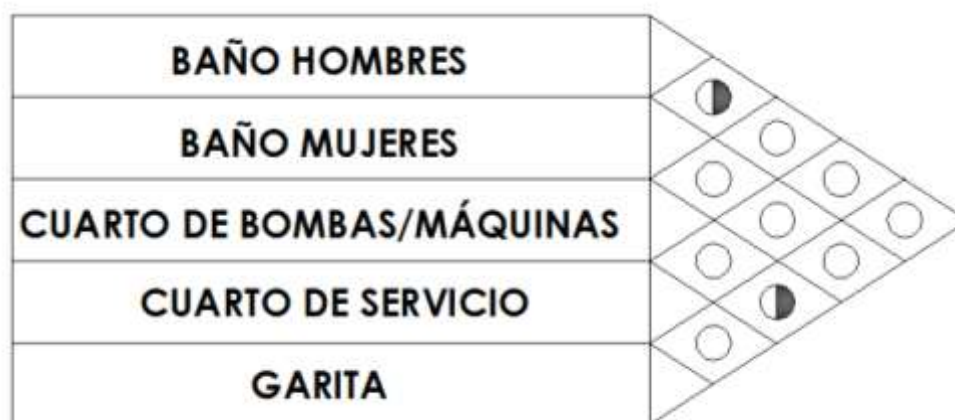 BAÑO HOMBRES
BAÑO MUJERES
CUARTO DE BOMBAS/MÁQUINAS
CUARTO DE SERVICIO
GARITA